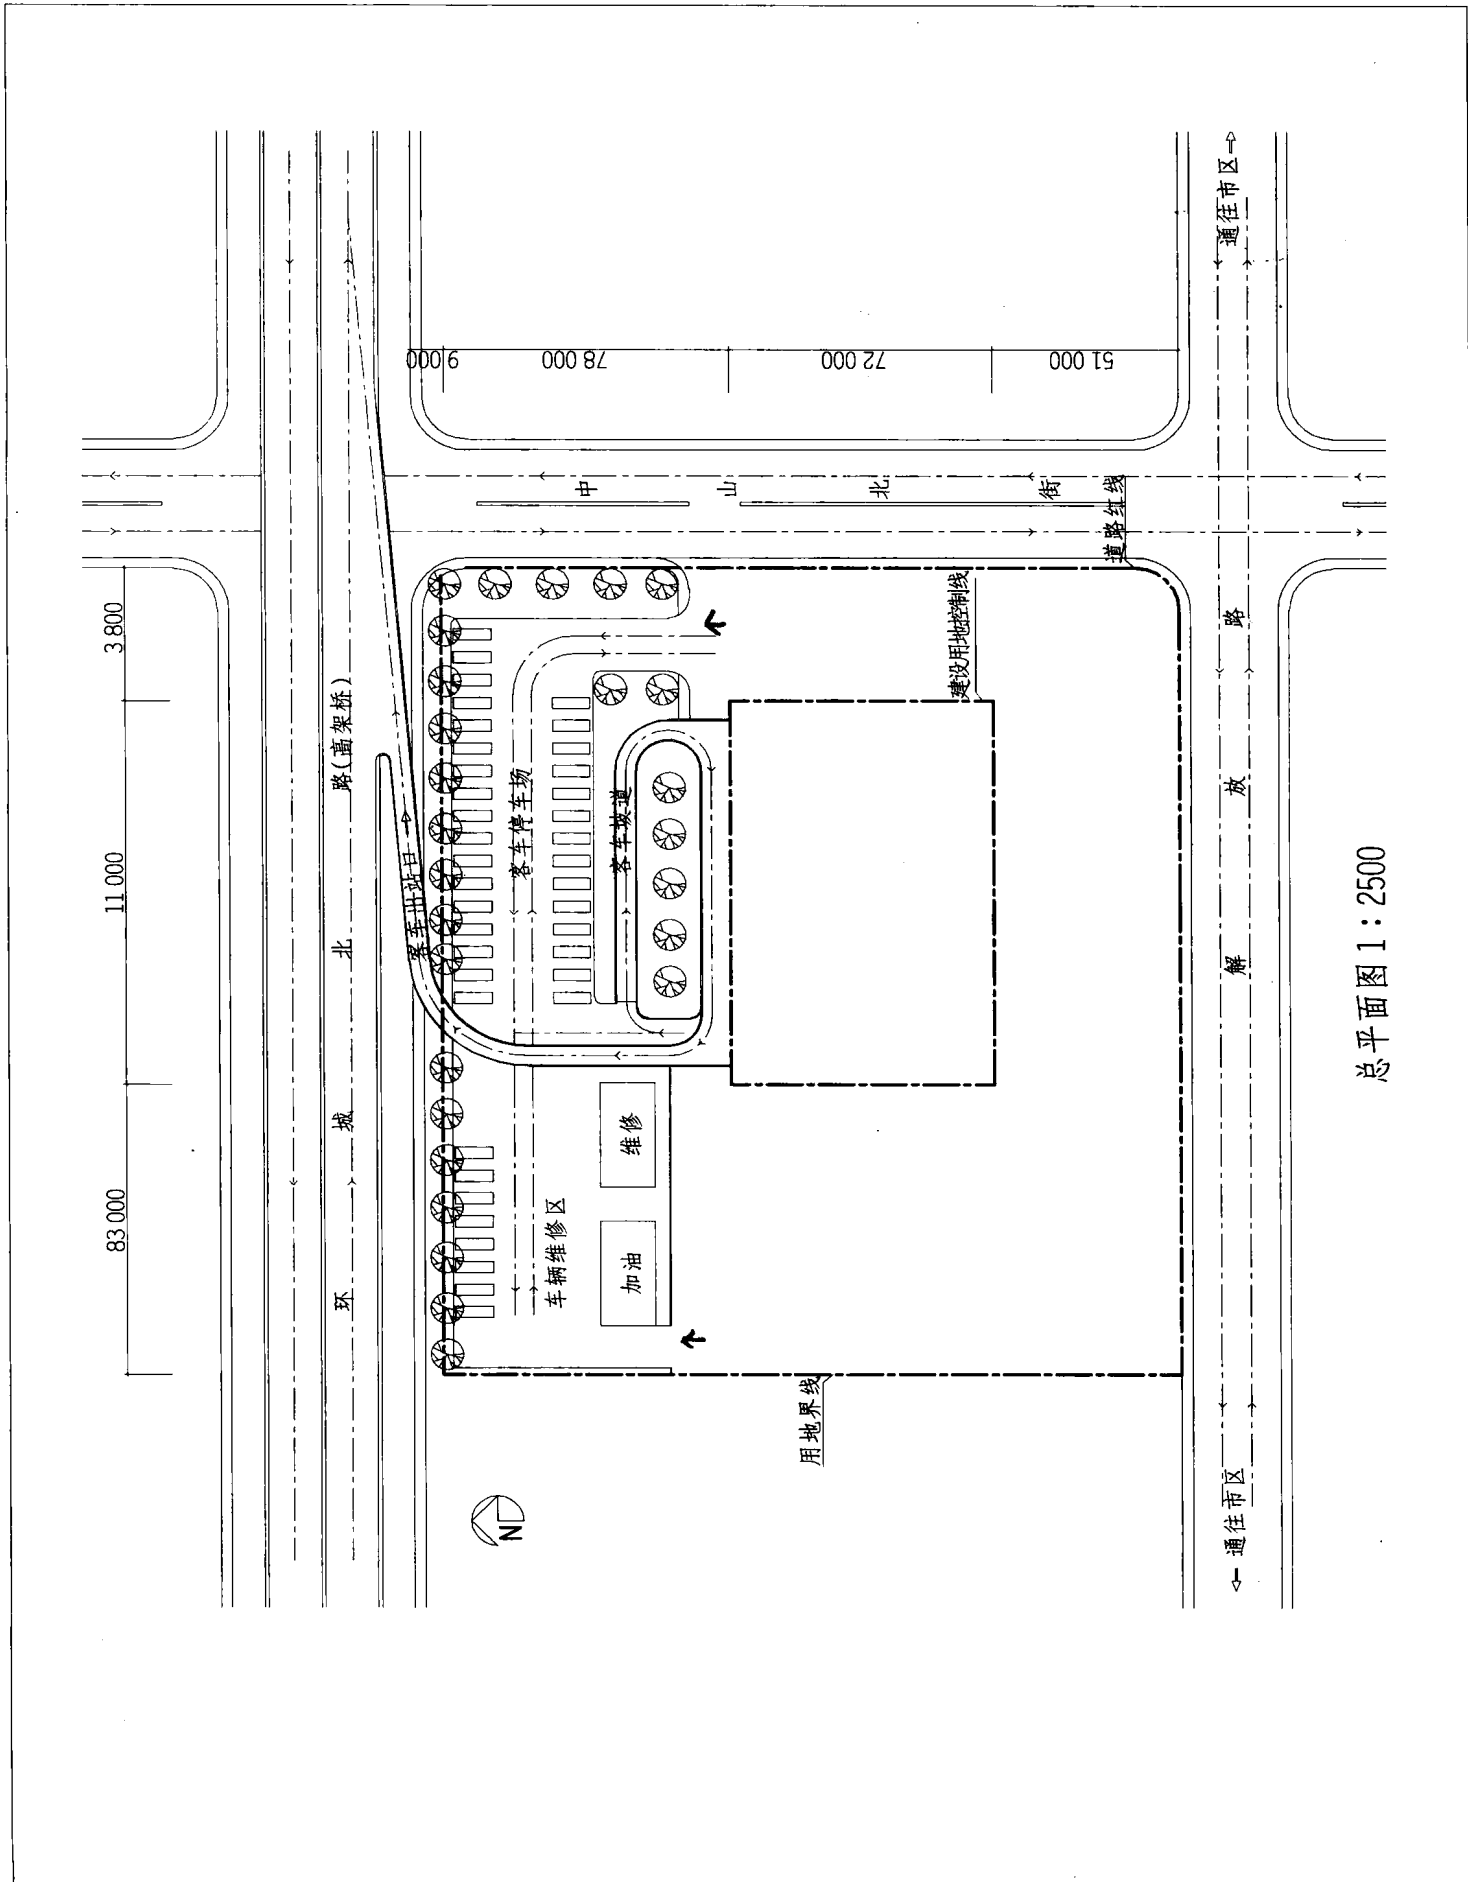 环城北路(高架桥)
客车出站口
客车停车场
客车坡道
车辆维修区
维修
加油
中山北街
道路红线
建设用地控制线
用地界线
解放路
通往市区
通往市区
83 000
11 000
3 800
9 000
78 000
72 000
51 000
N
总平面图 1:2500